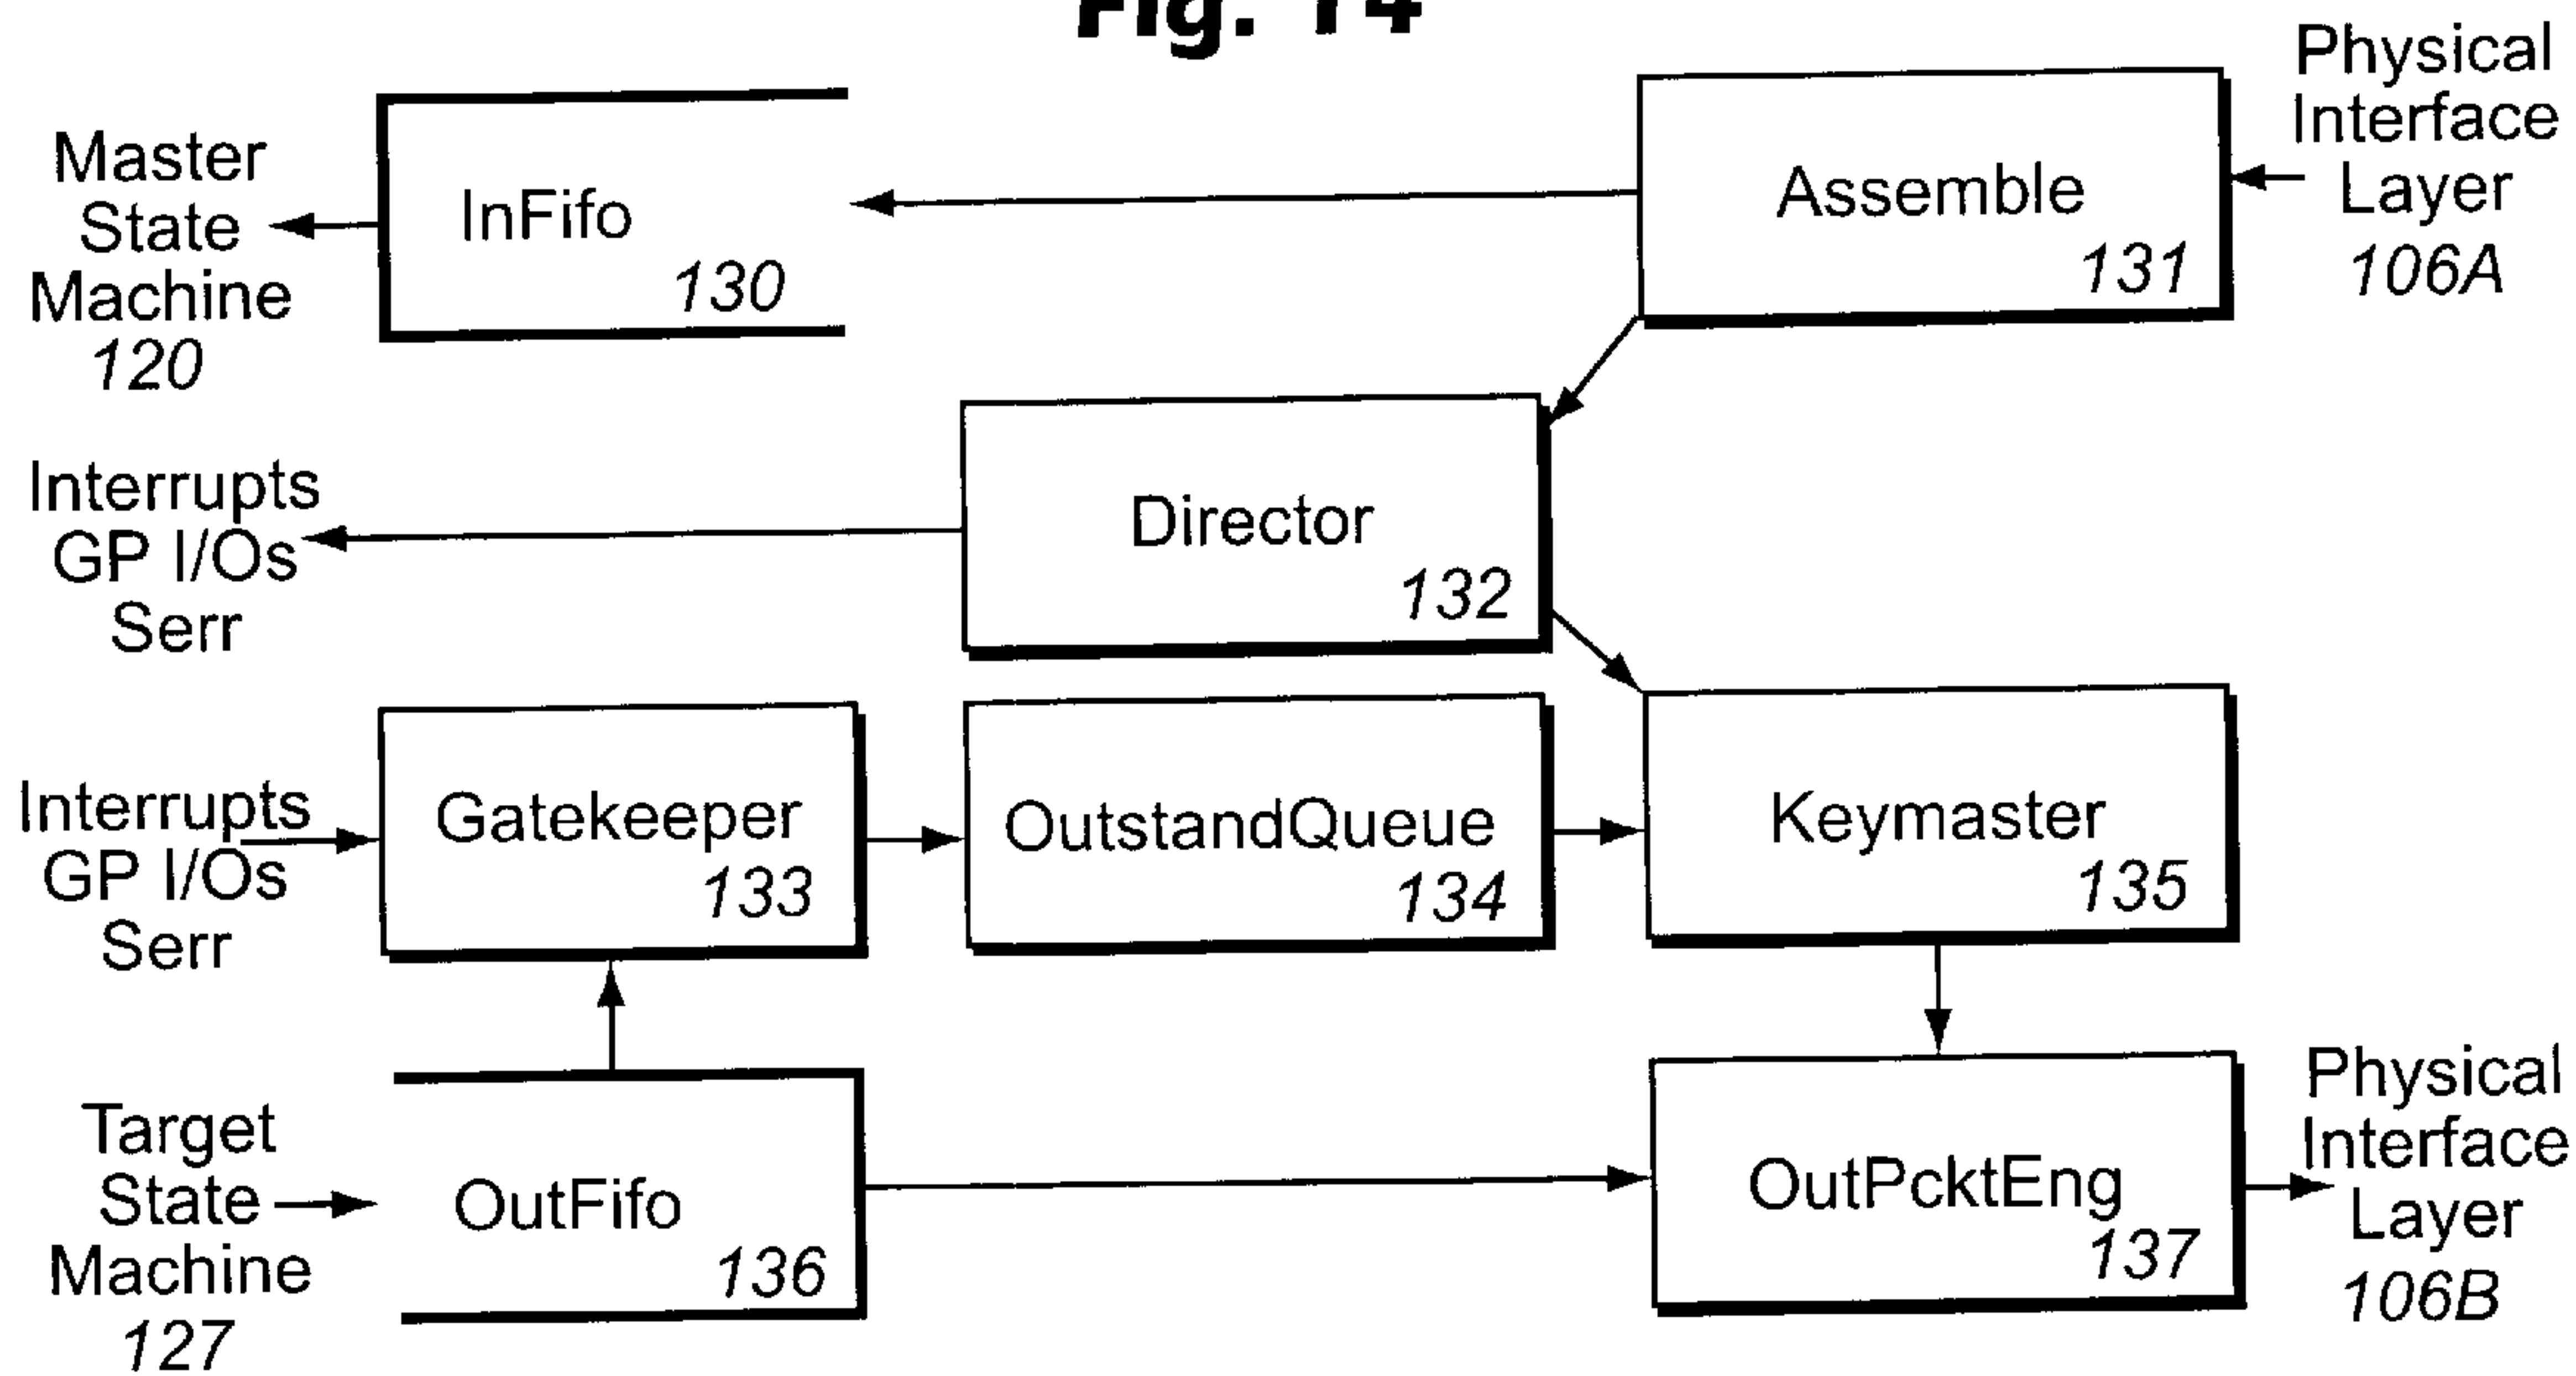 Fig. 14
Master
State
Machine
120
InFifo
130
Assemble
131
Physical
Interface
Layer
106A
Interrupts
GP I/Os
Serr
Director
132
Interrupts
GP I/Os
Serr
Gatekeeper
133
OutstandQueue
134
Keymaster
135
Target
State
Machine
127
OutFifo
136
OutPcktEng
137
Physical
Interface
Layer
106B